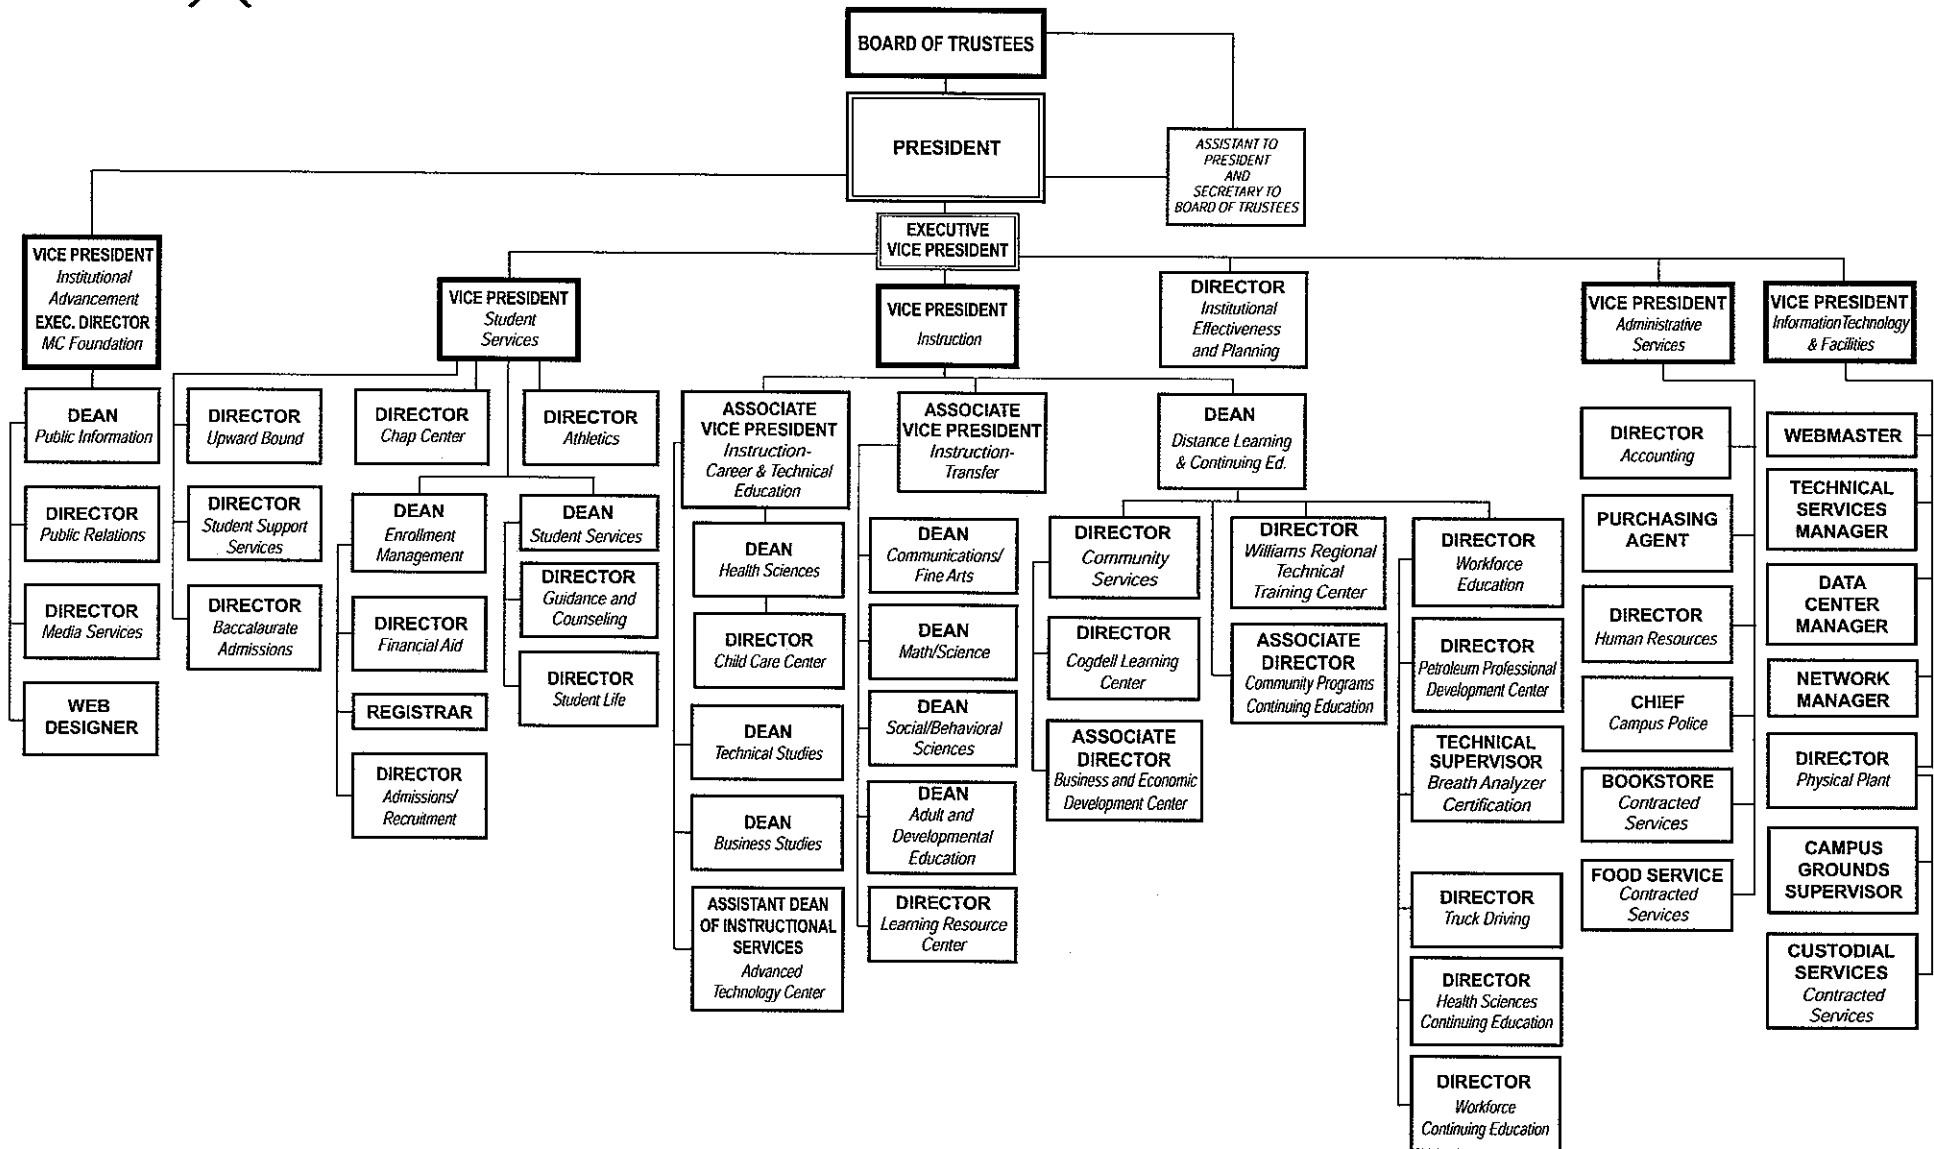 BOARD OF TRUSTEES
PRESIDENT
ASSISTANT TO
PRESIDENT
AND
SECRETARY TO
BOARD OF TRUSTEES
EXECUTIVE
VICE PRESIDENT
VICE PRESIDENT
Institutional
Advancement
EXEC. DIRECTOR
MC Foundation
VICE PRESIDENT
Student
Services
VICE PRESIDENT
Instruction
DIRECTOR
Institutional
Effectiveness
and Planning
VICE PRESIDENT
Administrative
Services
VICE PRESIDENT
Information Technology
& Facilities
DEAN
Public Information
DIRECTOR
Public Relations
DIRECTOR
Media Services
WEB
DESIGNER
DIRECTOR
Upward Bound
DIRECTOR
Student Support
Services
DIRECTOR
Baccalaurate
Admissions
DIRECTOR
Chap Center
DIRECTOR
Athletics
DEAN
Enrollment
Management
DIRECTOR
Financial Aid
REGISTRAR
DIRECTOR
Admissions/
Recruitment
DEAN
Student Services
DIRECTOR
Guidance and
Counseling
DIRECTOR
Student Life
ASSOCIATE
VICE PRESIDENT
Instruction-
Career & Technical
Education
DEAN
Health Sciences
DIRECTOR
Child Care Center
DEAN
Technical Studies
DEAN
Business Studies
ASSISTANT DEAN
OF INSTRUCTIONAL
SERVICES
Advanced
Technology Center
ASSOCIATE
VICE PRESIDENT
Instruction-
Transfer
DEAN
Communications/
Fine Arts
DEAN
Math/Science
DEAN
Social/Behavioral
Sciences
DEAN
Adult and
Developmental
Education
DIRECTOR
Learning Resource
Center
DEAN
Distance Learning
& Continuing Ed.
DIRECTOR
Community
Services
DIRECTOR
Cogdell Learning
Center
ASSOCIATE
DIRECTOR
Business and Economic
Development Center
DIRECTOR
Williams Regional
Technical
Training Center
ASSOCIATE
DIRECTOR
Community Programs
Continuing Education
DIRECTOR
Workforce
Education
DIRECTOR
Petroleum Professional
Development Center
TECHNICAL
SUPERVISOR
Breath Analyzer
Certification
DIRECTOR
Truck Driving
DIRECTOR
Health Sciences
Continuing Education
DIRECTOR
Workforce
Continuing Education
DIRECTOR
Accounting
PURCHASING
AGENT
DIRECTOR
Human Resources
CHIEF
Campus Police
BOOKSTORE
Contracted
Services
FOOD SERVICE
Contracted
Services
WEBMASTER
TECHNICAL
SERVICES
MANAGER
DATA
CENTER
MANAGER
NETWORK
MANAGER
DIRECTOR
Physical Plant
CAMPUS
GROUNDS
SUPERVISOR
CUSTODIAL
SERVICES
Contracted
Services